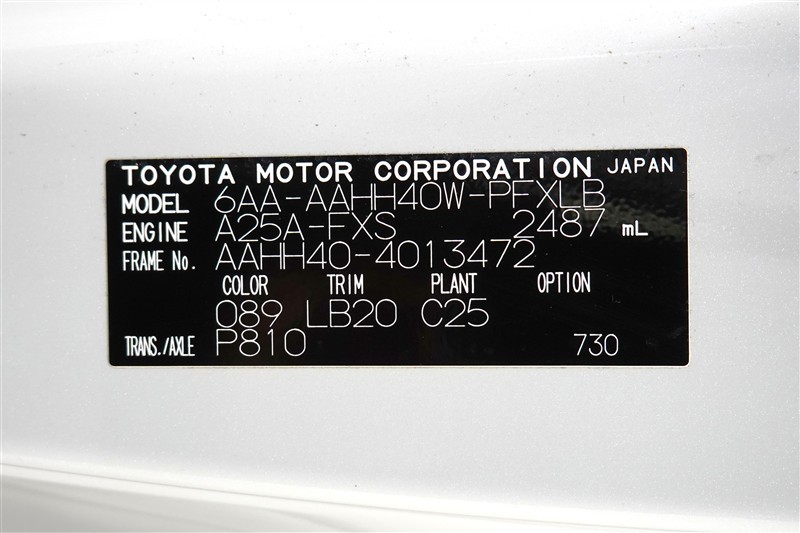 TOYOTA MOTOR CORPORATION JAPAN
MODEL 6AA-AAHH40W-PFXLB
ENGINE A25A-FXS 2487 mL
FRAME No. AAHH40-4013472
COLOR TRIM PLANT OPTION
089 LB20 C25
TRANS./AXLE P810 730